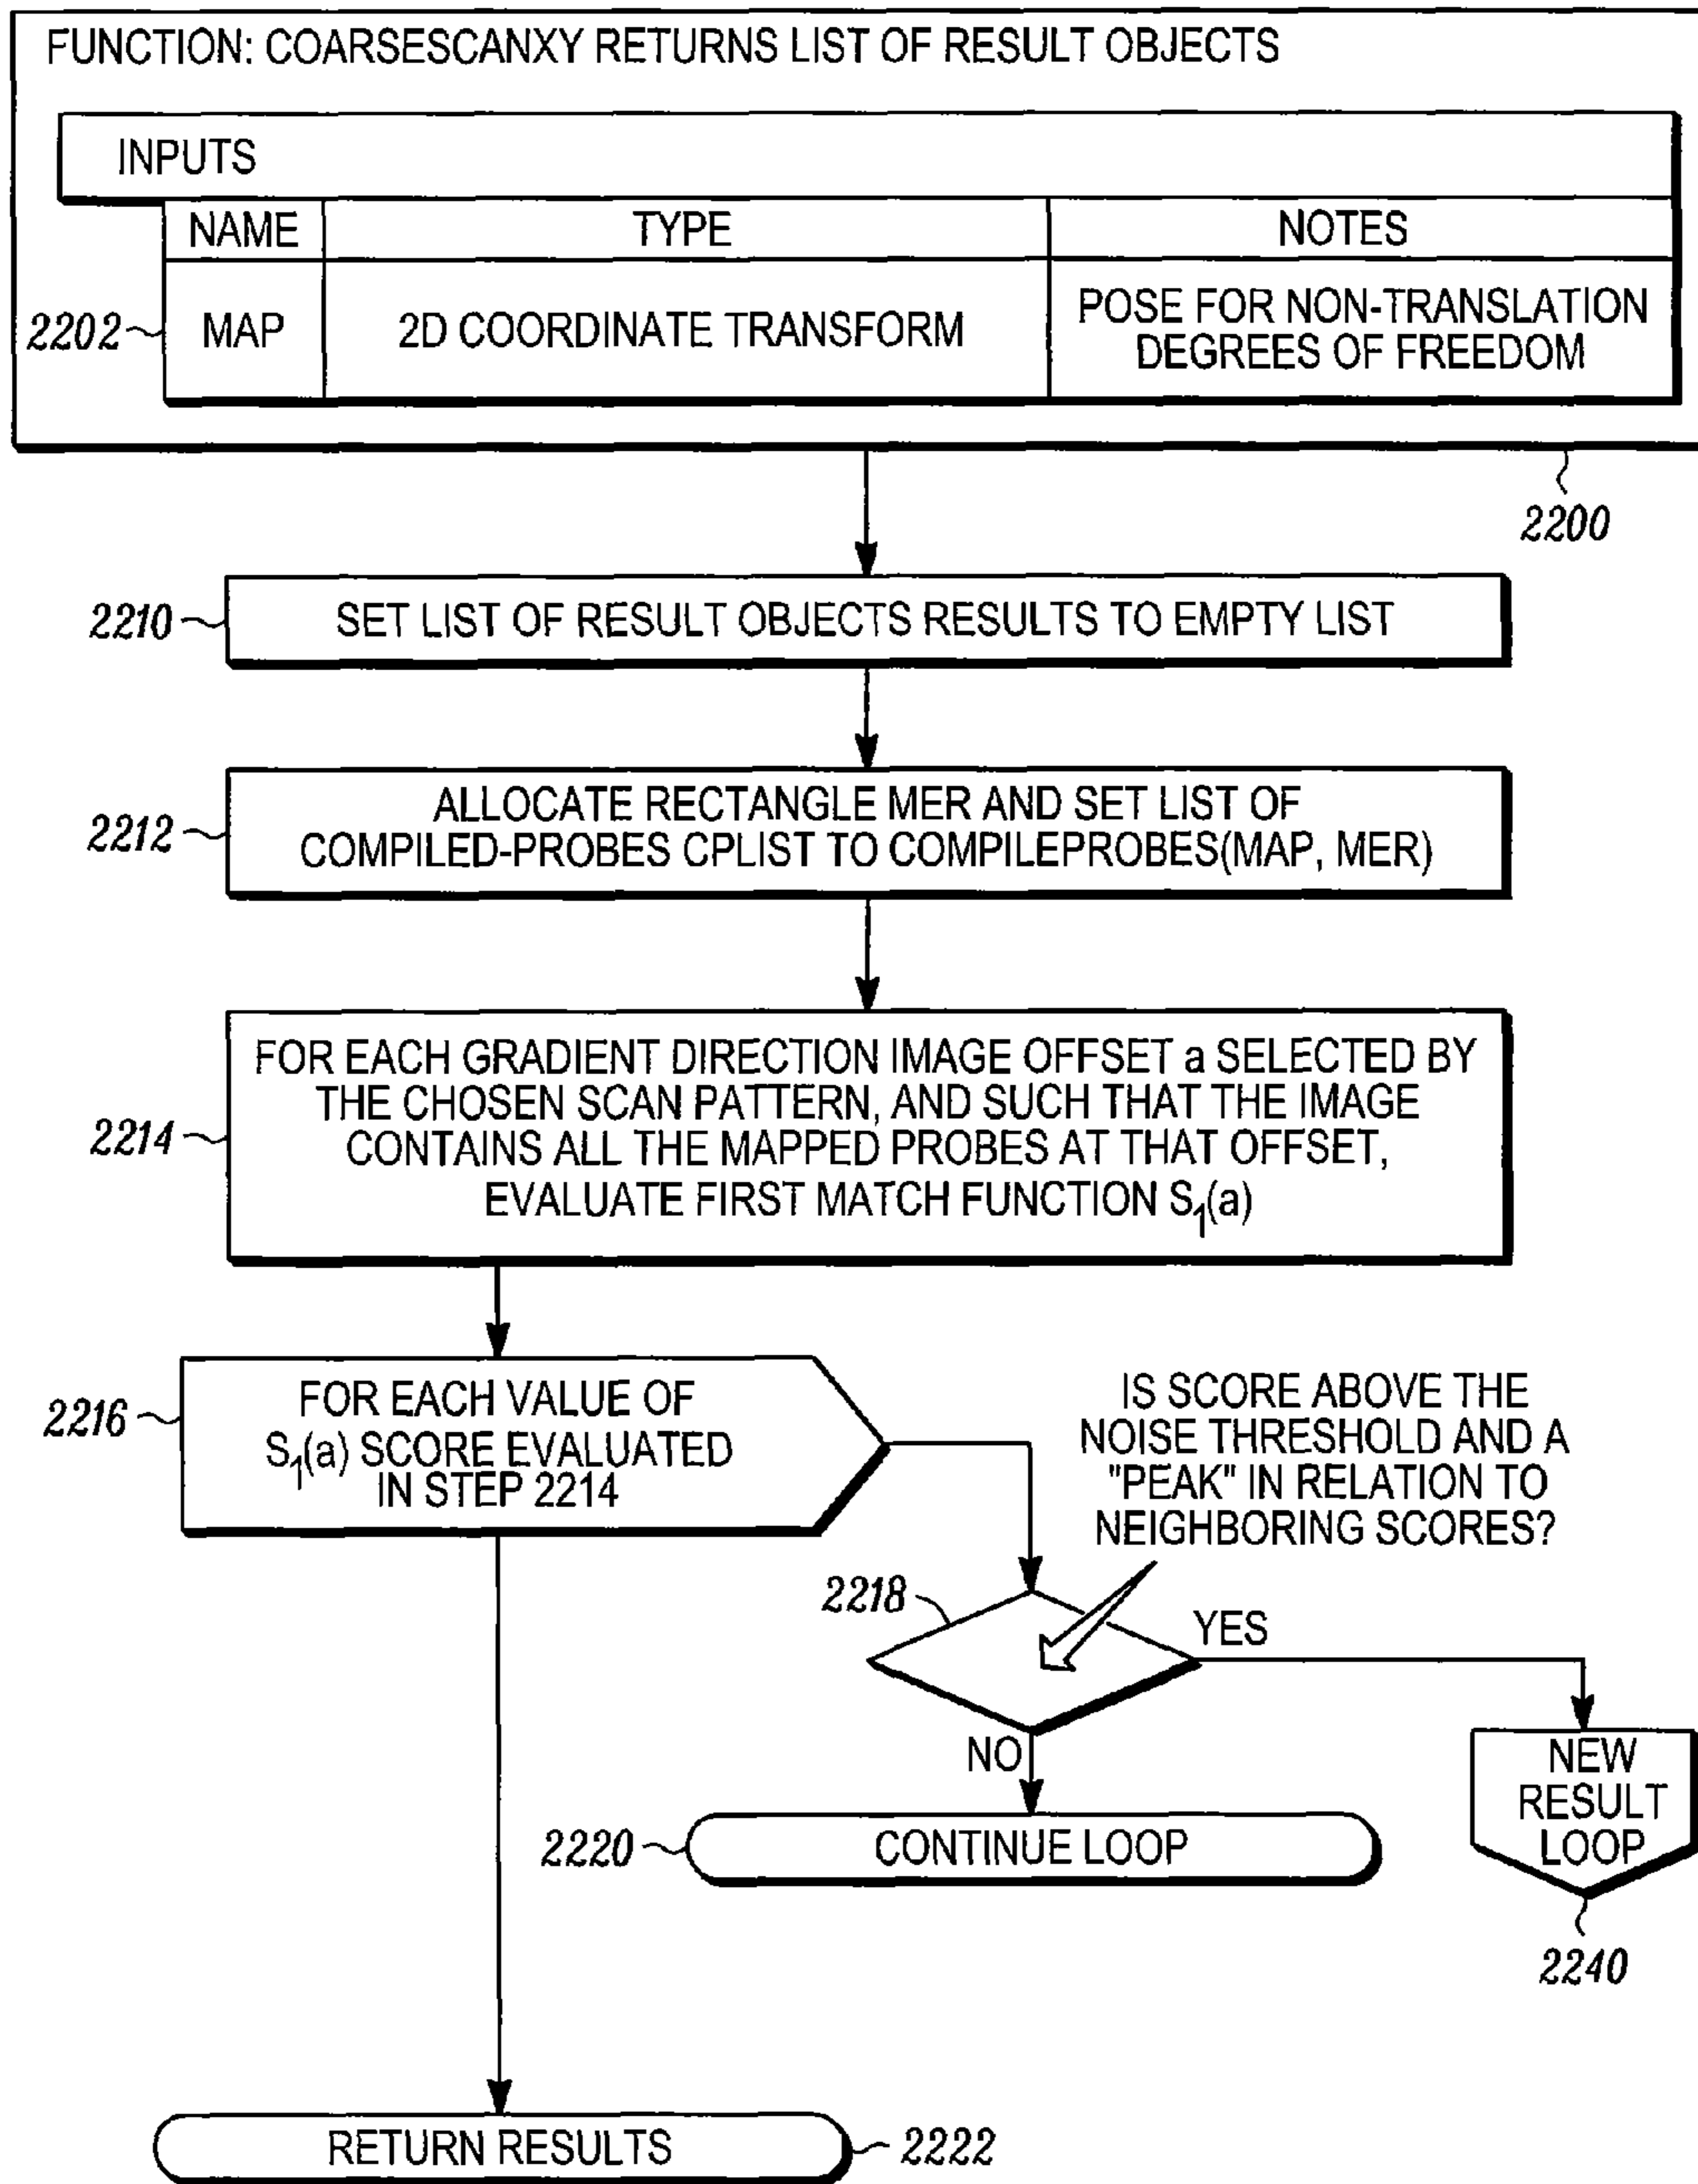 FUNCTION: COARSESCANXY RETURNS LIST OF RESULT OBJECTS
INPUTS
NAME TYPE NOTES
2202 MAP 2D COORDINATE TRANSFORM POSE FOR NON-TRANSLATION
DEGREES OF FREEDOM
2200
2210 SET LIST OF RESULT OBJECTS RESULTS TO EMPTY LIST
ALLOCATE RECTANGLE MER AND SET LIST OF
2212 COMPILED-PROBES CPLIST TO COMPILEPROBES(MAP, MER)
FOR EACH GRADIENT DIRECTION IMAGE OFFSET a SELECTED BY
THE CHOSEN SCAN PATTERN, AND SUCH THAT THE IMAGE
2214 CONTAINS ALL THE MAPPED PROBES AT THAT OFFSET,
EVALUATE FIRST MATCH FUNCTION S₁(a)
2216 FOR EACH VALUE OF
S₁(a) SCORE EVALUATED
IN STEP 2214
IS SCORE ABOVE THE
NOISE THRESHOLD AND A
"PEAK" IN RELATION TO
NEIGHBORING SCORES?
2218
YES
NO
NEW
RESULT
LOOP
2220 CONTINUE LOOP
2240
RETURN RESULTS 2222